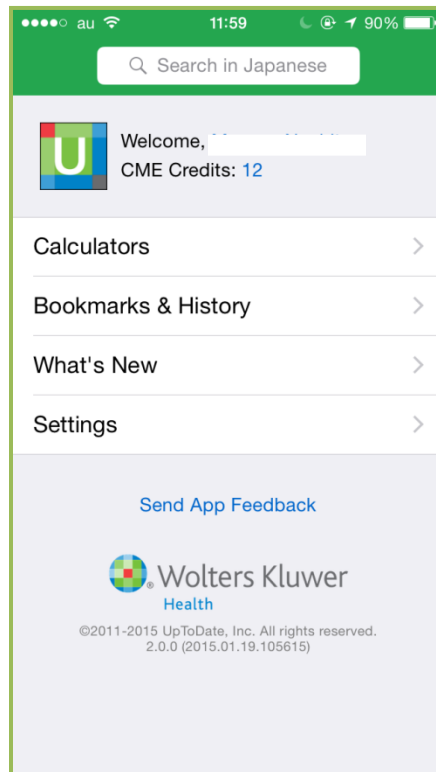 au 11:59 90%
Search in Japanese
U
Welcome,
CME Credits: 12
Calculators
Bookmarks & History
What's New
Settings
Send App Feedback
Wolters Kluwer
Health
©2011-2015 UpToDate, Inc. All rights reserved.
2.0.0 (2015.01.19.105615)